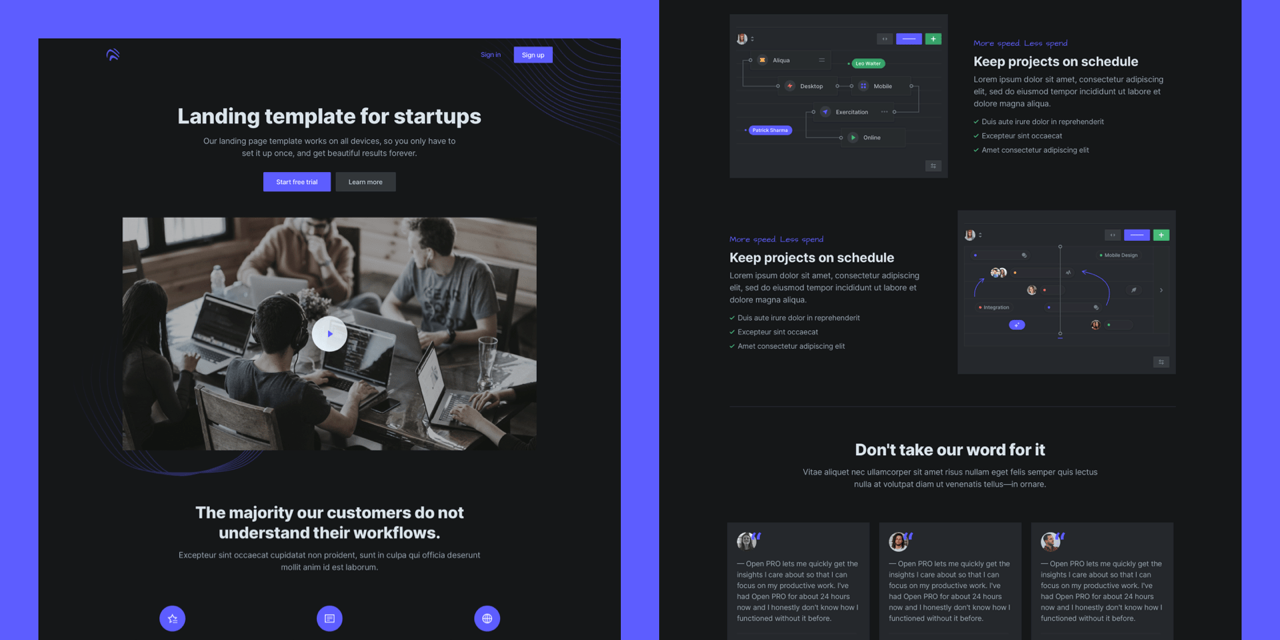 Sign in
Sign up
Landing template for startups
Our landing page template works on all devices, so you only have to
set it up once, and get beautiful results forever.
Start free trial
Learn more
The majority our customers do not
understand their workflows.
Excepteur sint occaecat cupidatat non proident, sunt in culpa qui officia deserunt
mollit anim id est laborum.
Aliqua
Leo Walter
Desktop
Mobile
Exercitation
Patrick Sharma
Online
More speed. Less spend
Keep projects on schedule
Lorem ipsum dolor sit amet, consectetur adipiscing
elit, sed do eiusmod tempor incididunt ut labore et
dolore magna aliqua.
Duis aute irure dolor in reprehenderit
Excepteur sint occaecat
Amet consectetur adipiscing elit
More speed. Less spend
Keep projects on schedule
Lorem ipsum dolor sit amet, consectetur adipiscing
elit, sed do eiusmod tempor incididunt ut labore et
dolore magna aliqua.
Duis aute irure dolor in reprehenderit
Excepteur sint occaecat
Amet consectetur adipiscing elit
Mobile Design
Integration
Don't take our word for it
Vitae aliquet nec ullamcorper sit amet risus nullam eget felis semper quis lectus
nulla at volutpat diam ut venenatis tellus—in ornare.
— Open PRO lets me quickly get the
insights I care about so that I can
focus on my productive work. I've
had Open PRO for about 24 hours
now and I honestly don't know how I
functioned without it before.
— Open PRO lets me quickly get the
insights I care about so that I can
focus on my productive work. I've
had Open PRO for about 24 hours
now and I honestly don't know how I
functioned without it before.
— Open PRO lets me quickly get the
insights I care about so that I can
focus on my productive work. I've
had Open PRO for about 24 hours
now and I honestly don't know how I
functioned without it before.